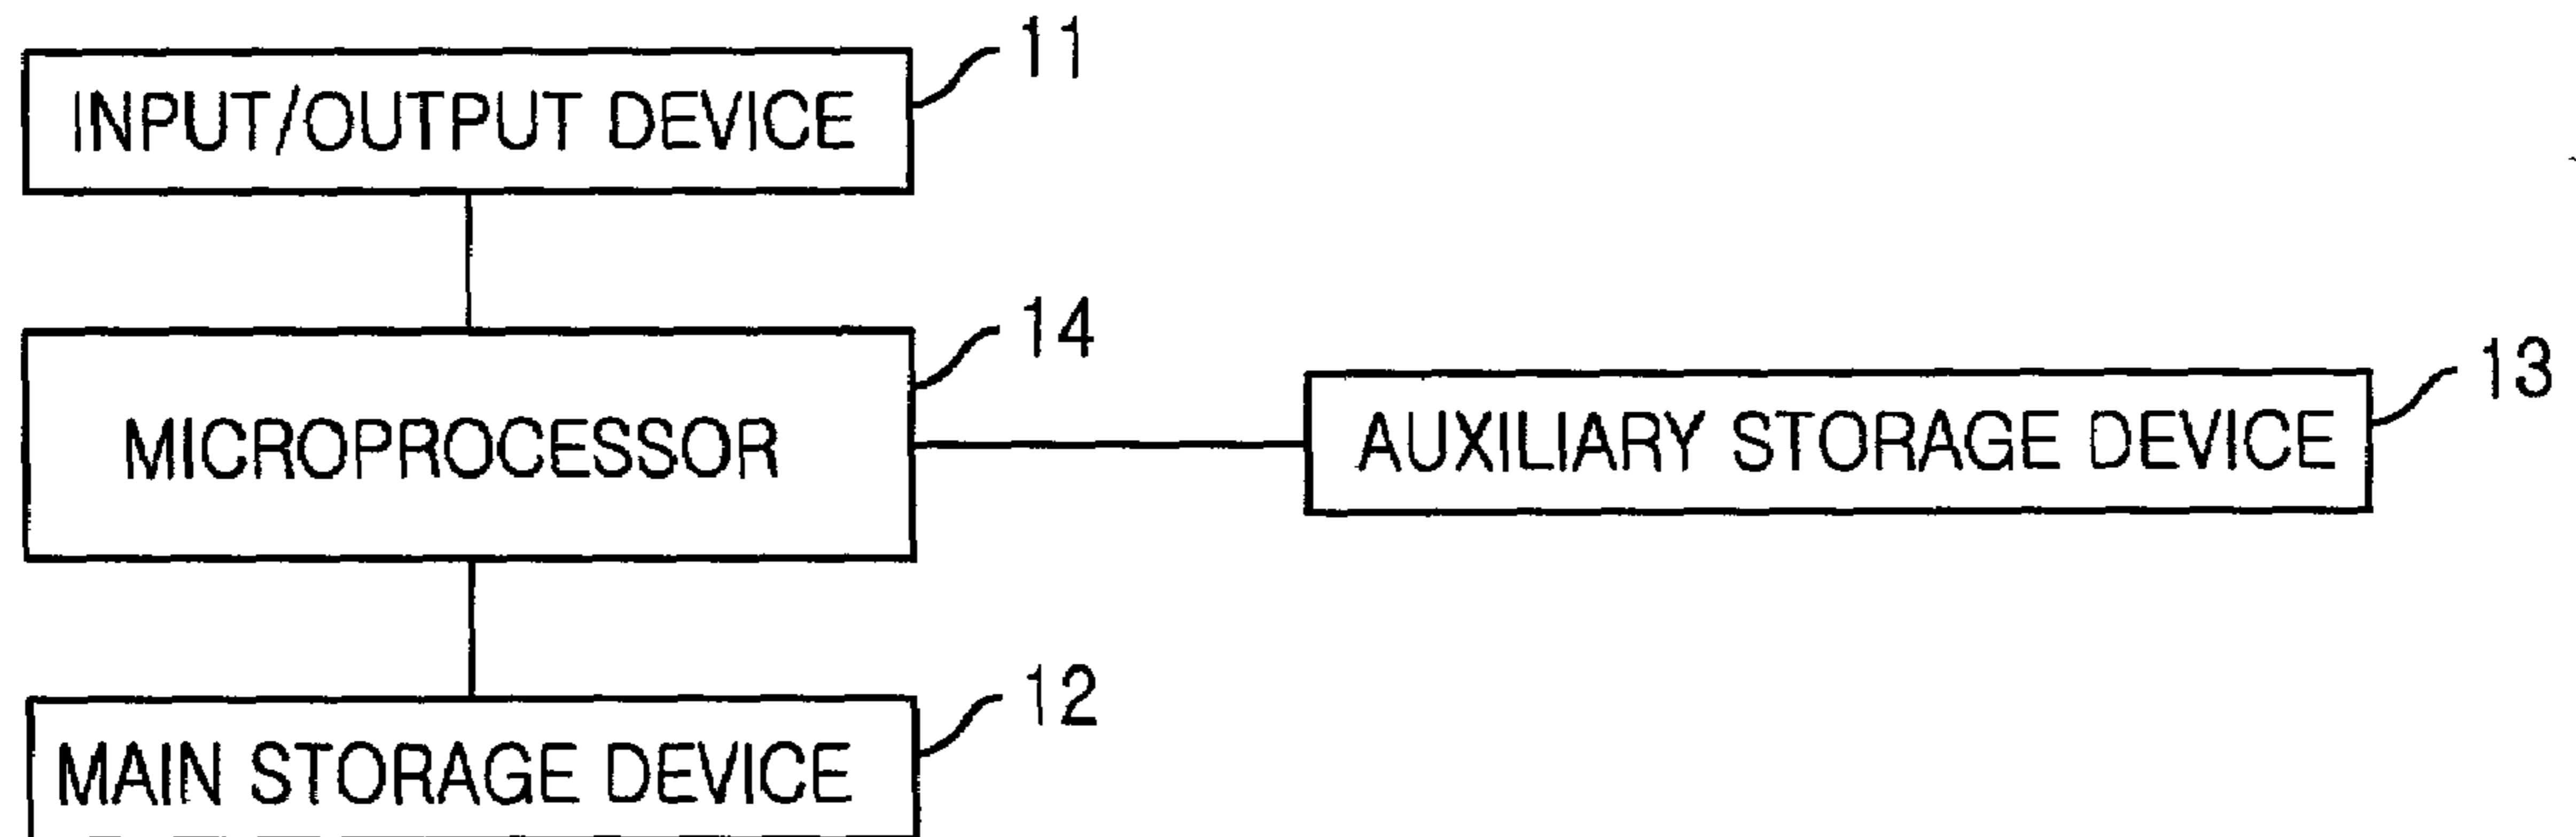 11
INPUT/OUTPUT DEVICE
14
MICROPROCESSOR
13
AUXILIARY STORAGE DEVICE
12
MAIN STORAGE DEVICE